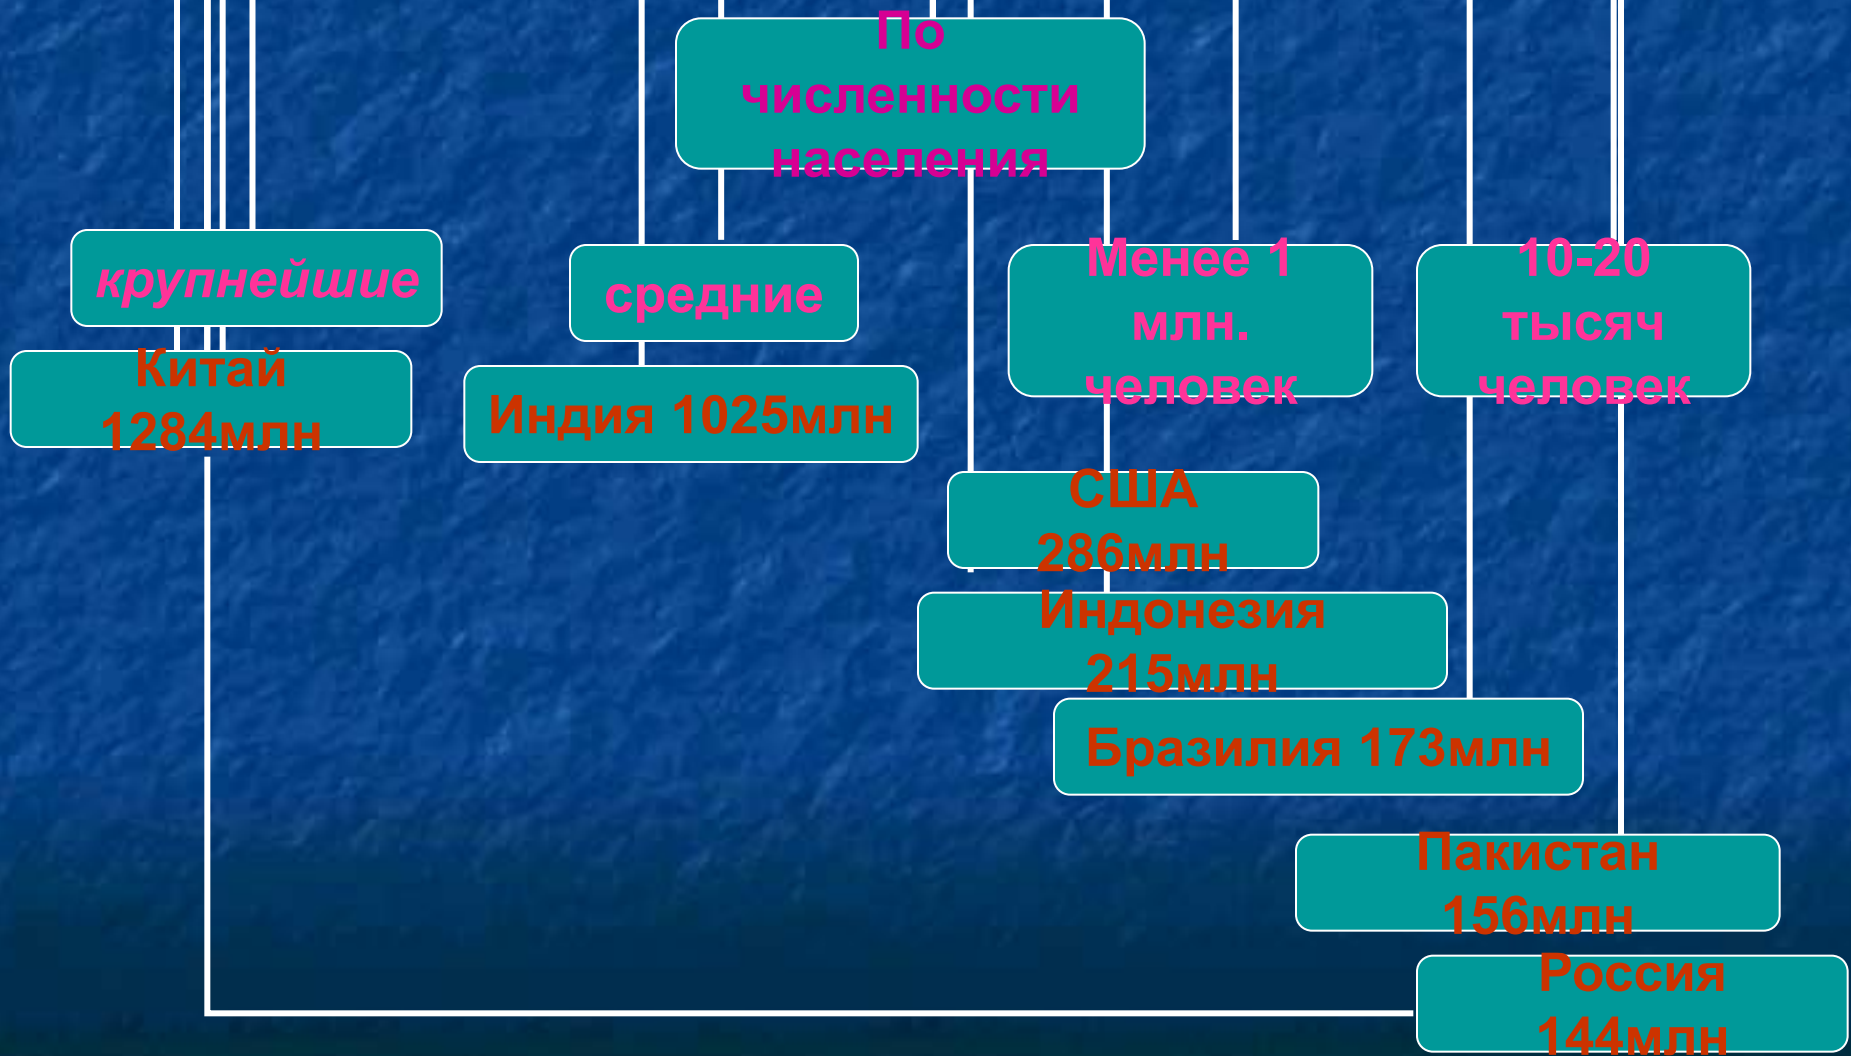 По
численности
населения
крупнейшие
средние
Менее 1
млн.
человек
10-20
тысяч
человек
Китай
1284млн
Индия 1025млн
США
286млн
Индонезия
215млн
Бразилия 173млн
Пакистан
156млн
Россия
144млн